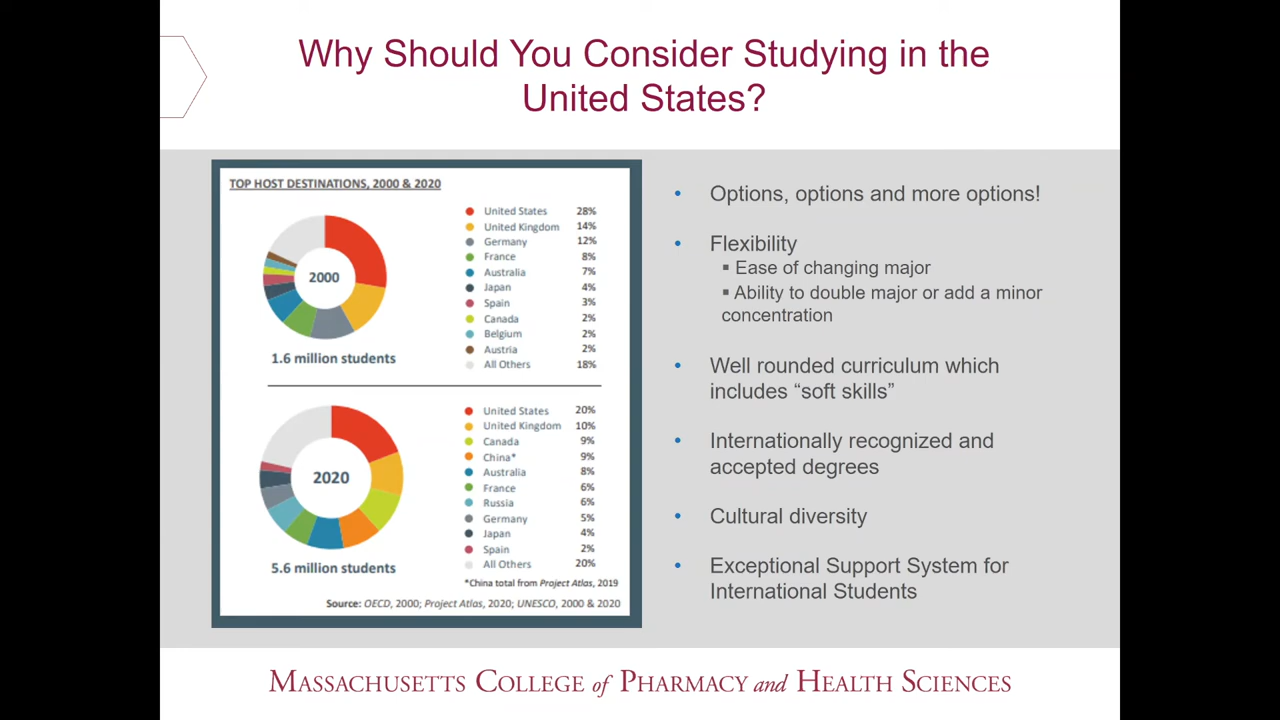 Why Should You Consider Studying in the
United States?
TOP HOST DESTINATIONS, 2000 & 2020
2000
1.6 million students
United States 28%
United Kingdom 14%
Germany 12%
France 8%
Australia 7%
Japan 4%
Spain 3%
Canada 2%
Belgium 2%
Austria 2%
All Others 18%
2020
5.6 million students
United States 20%
United Kingdom 10%
Canada 9%
China* 9%
Australia 8%
France 6%
Russia 6%
Germany 5%
Japan 4%
Spain 2%
All Others 20%
*China total from Project Atlas, 2019
Source: OECD, 2000; Project Atlas, 2020; UNESCO, 2000 & 2020
• Options, options and more options!
• Flexibility
▪ Ease of changing major
▪ Ability to double major or add a minor
concentration
• Well rounded curriculum which
includes “soft skills”
• Internationally recognized and
accepted degrees
• Cultural diversity
• Exceptional Support System for
International Students
MASSACHUSETTS COLLEGE of PHARMACY and HEALTH SCIENCES